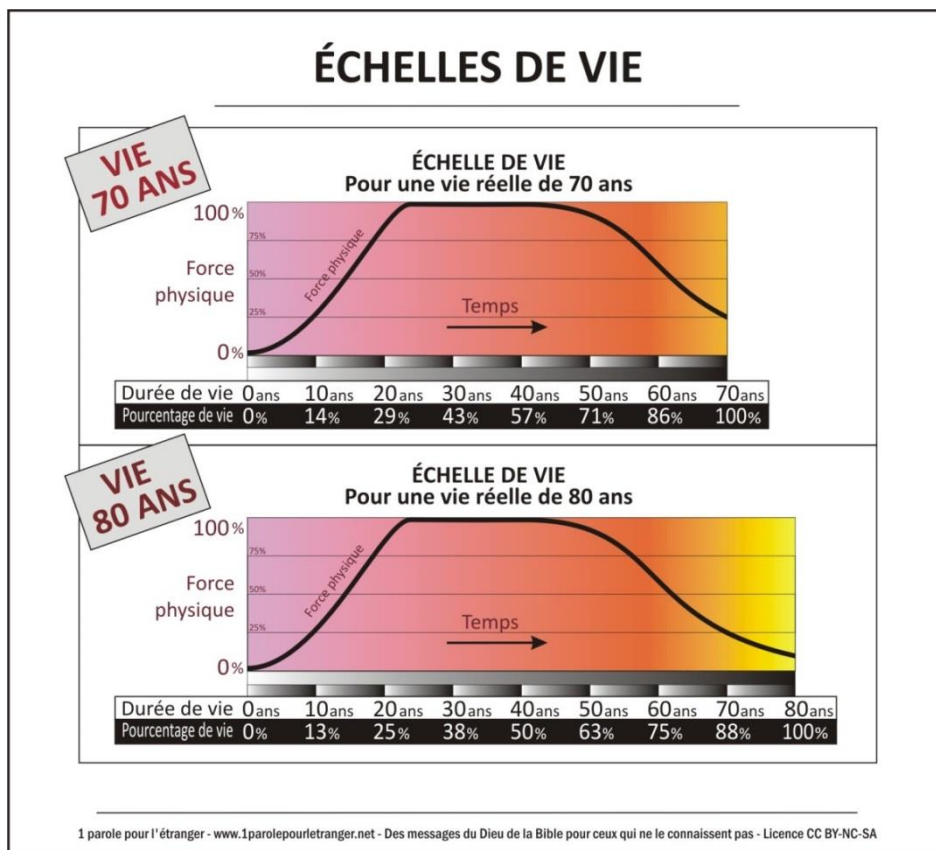 ÉCHELLES DE VIE
VIE
70 ANS
ÉCHELLE DE VIE
Pour une vie réelle de 70 ans
100%
75%
Force physique
50%
Force
physique
Temps
25%
0%
Durée de vie 0ans 10ans 20ans 30ans 40ans 50ans 60ans 70ans
Pourcentage de vie 0% 14% 29% 43% 57% 71% 86% 100%
VIE
80 ANS
ÉCHELLE DE VIE
Pour une vie réelle de 80 ans
100%
75%
Force physique
50%
Force
physique
Temps
25%
0%
Durée de vie 0ans 10ans 20ans 30ans 40ans 50ans 60ans 70ans 80ans
Pourcentage de vie 0% 13% 25% 38% 50% 63% 75% 88% 100%
1 parole pour l'étranger - www.1parolepourletranger.net - Des messages du Dieu de la Bible pour ceux qui ne le connaissent pas - Licence CC BY-NC-SA